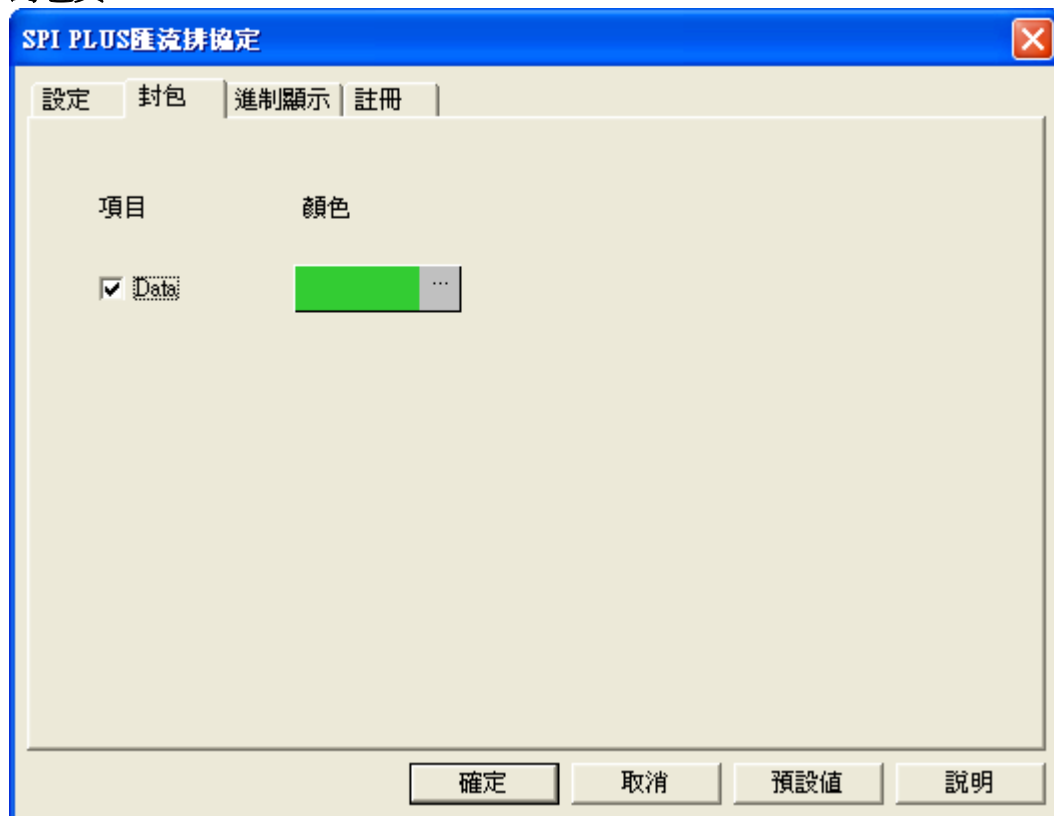 SPI PLUS匯流排協定
設定 封包 進制顯示 註冊
項目 顏色
Data ...
確定 取消 預設值 說明